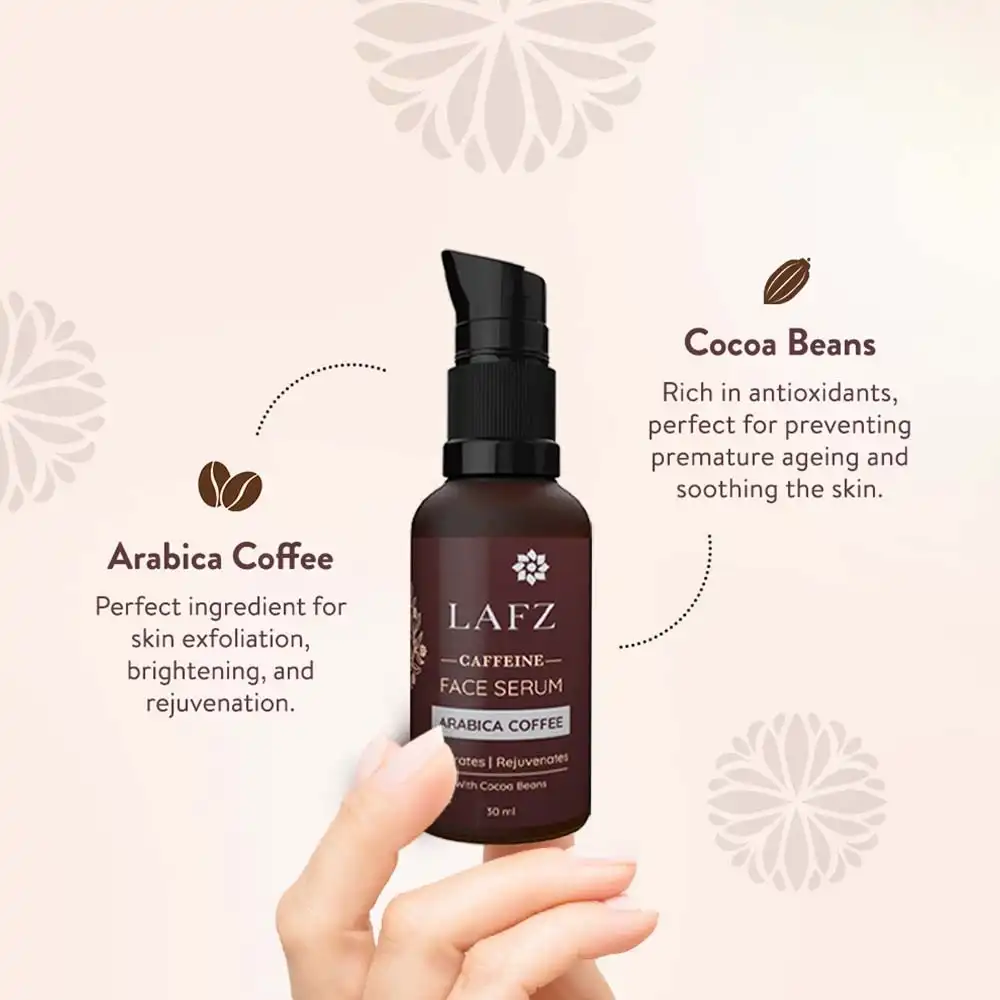 Cocoa Beans
Rich in antioxidants,
perfect for preventing
premature ageing and
soothing the skin.
Arabica Coffee
Perfect ingredient for
skin exfoliation,
brightening, and
rejuvenation.
LAFZ
CAFFEINE
FACE SERUM
ARABICA COFFEE
| Rejuvenates
With Cocoa Beans
30 ml